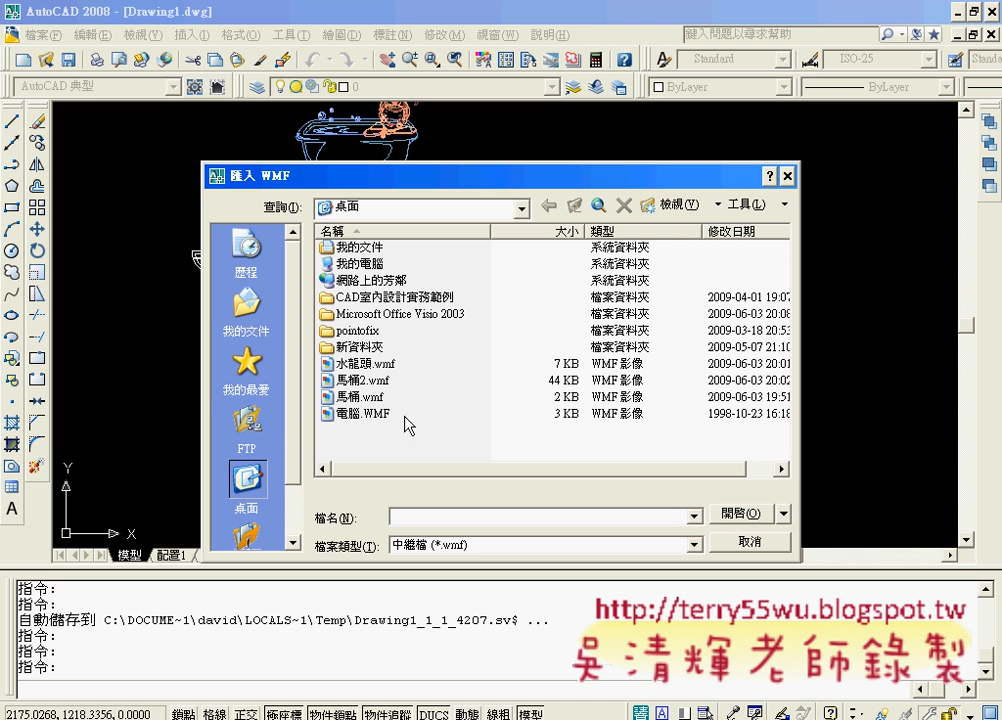 AutoCAD 2008 - [Drawing1.dwg]
檔案(F) 編輯(E) 檢視(V) 插入(I) 格式(O) 工具(T) 繪圖(D) 標註(N) 修改(M) 視窗(W) 說明(H) 鍵入問題以尋求幫助
Standard ISO-25 Standa
AutoCAD 典型 0 ByLayer ByLayer
匯入 WMF
查詢(I): 桌面 檢視(V) 工具(L)
名稱 大小 類型 修改日期
我的文件 系統資料夾
我的電腦 系統資料夾
網路上的芳鄰 系統資料夾
CAD室內設計實務範例 檔案資料夾 2009-04-01 19:07
Microsoft Office Visio 2003 檔案資料夾 2009-06-03 20:08
pointofix 檔案資料夾 2009-03-18 20:53
新資料夾 檔案資料夾 2009-05-07 21:10
水龍頭.wmf 7 KB WMF 影像 2009-06-03 20:01
馬桶2.wmf 44 KB WMF 影像 2009-06-03 20:02
馬桶.wmf 2 KB WMF 影像 2009-06-03 19:51
電腦.WMF 3 KB WMF 影像 1998-10-23 16:18
歷程
我的文件
我的最愛
FTP
桌面
檔名(N): 開啓(O)
檔案類型(T): 中繼檔 (*.wmf) 取消
Y
X
模型 配置1
指令:
指令:
自動儲存到 C:\DOCUME~1\david\LOCALS~1\Temp\Drawing1_1_1_4207.sv$ ...
指令:
指令:
指令:
http://terry55wu.blogspot.tw
吳清輝老師錄製
2175.0268, 1218.3356, 0.0000 鎖點 格線 正交 極座標 物件鎖點 物件追蹤 DUCS 動態 線粗 模型